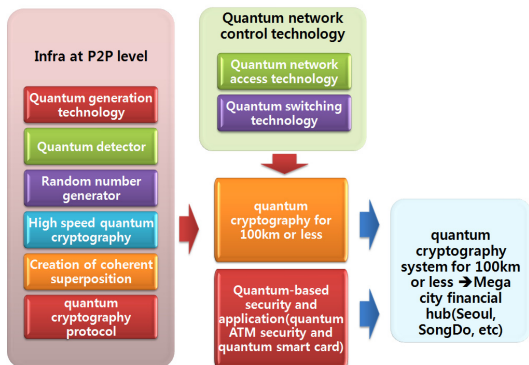 Infra at P2P level
Quantum generation
technology
Quantum detector
Random number
generator
High speed quantum
cryptography
Creation of coherent
superposition
quantum
cryptography
protocol
Quantum network
control technology
Quantum network
access technology
Quantum switching
technology
quantum
cryptography for
100km or less
Quantum-based
security and
application(quantum
ATM security and
quantum smart card)
quantum
cryptography
system for 100km
or less ➔Mega
city financial
hub(Seoul,
SongDo, etc)